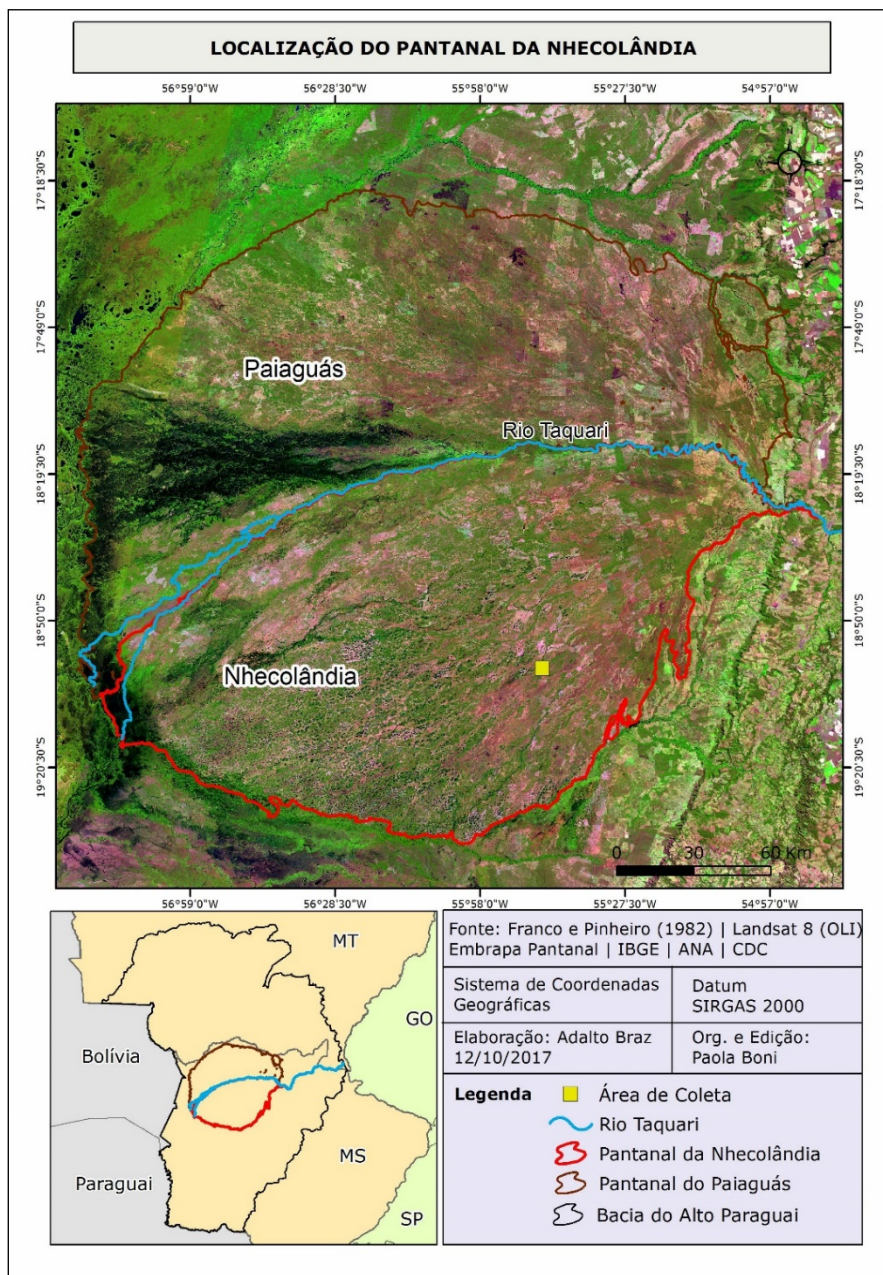 LOCALIZAÇÃO DO PANTANAL DA NHECOLÂNDIA
56°59'0"W 56°28'30"W 55°58'0"W 55°27'30"W 54°57'0"W
17°18'30"S 17°18'30"S
17°49'0"S 17°49'0"S
Paiaguás
Rio Taquari
18°19'30"S 18°19'30"S
18°50'0"S 18°50'0"S
Nhecolândia
19°20'30"S 19°20'30"S
0 30 60 Km
56°59'0"W 56°28'30"W 55°58'0"W 55°27'30"W 54°57'0"W
MT
GO
Bolívia
MS
Paraguai
SP
Fonte: Franco e Pinheiro (1982) | Landsat 8 (OLI)
Embrapa Pantanal | IBGE | ANA | CDC
Sistema de Coordenadas
Geográficas
Datum
SIRGAS 2000
Elaboração: Adalto Braz
12/10/2017
Org. e Edição:
Paola Boni
Legenda
Área de Coleta
Rio Taquari
Pantanal da Nhecolândia
Pantanal do Paiaguás
Bacia do Alto Paraguai